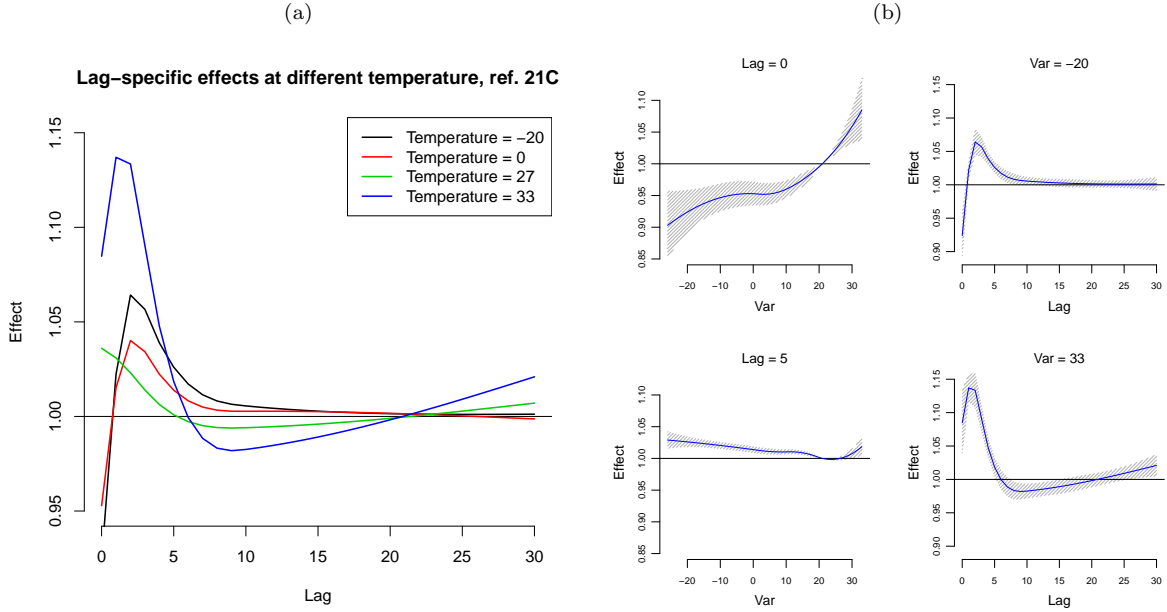 (a)
(b)
Lag−specific effects at different temperature, ref. 21C
Temperature = −20
Temperature = 0
Temperature = 27
Temperature = 33
Effect
1.15
1.10
1.05
1.00
0.95
0 5 10 15 20 25 30
Lag
Lag = 0
Effect
1.10
1.05
1.00
0.95
0.90
0.85
−20 −10 0 10 20 30
Var
Var = −20
Effect
1.15
1.10
1.05
1.00
0.95
0.90
0 5 10 15 20 25 30
Lag
Lag = 5
Effect
1.10
1.05
1.00
0.95
0.90
0.85
−20 −10 0 10 20 30
Var
Var = 33
Effect
1.15
1.10
1.05
1.00
0.95
0.90
0 5 10 15 20 25 30
Lag